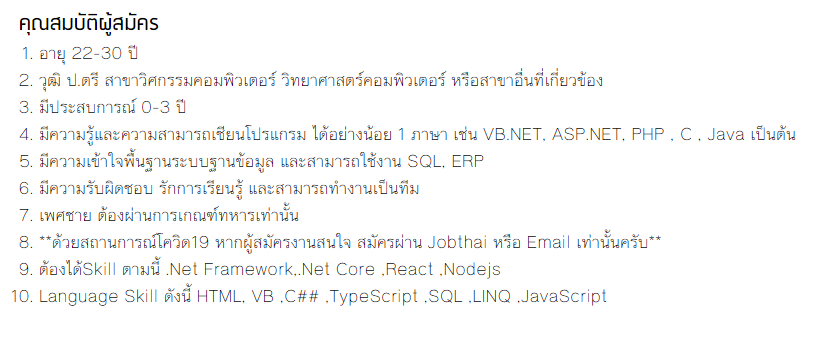 คุณสมบัติผู้สมัคร
1. อายุ 22-30 ปี
2. วุฒิ ป.ตรี สาขาวิศกรรมคอมพิวเตอร์ วิทยาศาสตร์คอมพิวเตอร์ หรือสาขาอื่นที่เกี่ยวข้อง
3. มีประสบการณ์ 0-3 ปี
4. มีความรู้และความสามารถเขียนโปรแกรม ได้อย่างน้อย 1 ภาษา เช่น VB.NET, ASP.NET, PHP , C , Java เป็นต้น
5. มีความเข้าใจพื้นฐานระบบฐานข้อมูล และสามารถใช้งาน SQL, ERP
6. มีความรับผิดชอบ รักการเรียนรู้ และสามารถทำงานเป็นทีม
7. เพศชาย ต้องผ่านการเกณฑ์ทหารเท่านั้น
8. **ด้วยสถานการณ์โควิด19 หากผู้สมัครงานสนใจ สมัครผ่าน Jobthai หรือ Email เท่านั้นครับ**
9. ต้องได้Skill ตามนี้ .Net Framework,.Net Core ,React ,Nodejs
10. Language Skill ดังนี้ HTML, VB ,C## ,TypeScript ,SQL ,LINQ ,JavaScript